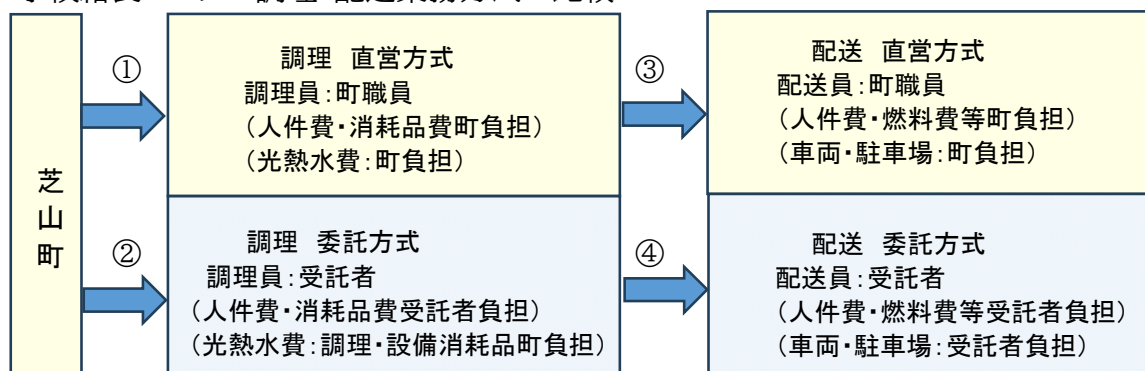 芝山町
①
調理 直営方式
調理員：町職員
（人件費・消耗品費町負担）
（光熱水費：町負担）
③
配送 直営方式
配送員：町職員
（人件費・燃料費等町負担）
（車両・駐車場：町負担）
②
調理 委託方式
調理員：受託者
（人件費・消耗品費受託者負担）
（光熱水費：調理・設備消耗品町負担）
④
配送 委託方式
配送員：受託者
（人件費・燃料費等受託者負担）
（車両・駐車場：受託者負担）